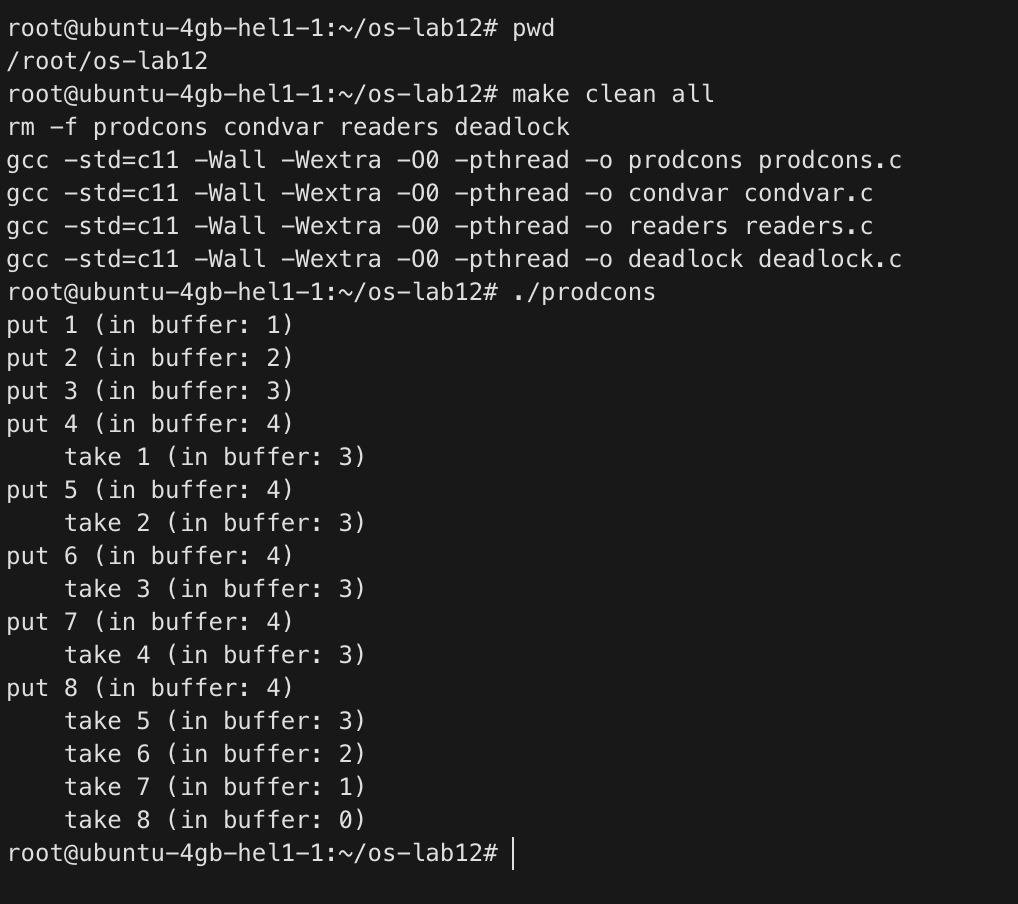 root@ubuntu-4gb-hel1-1:~/os-lab12# pwd
/root/os-lab12
root@ubuntu-4gb-hel1-1:~/os-lab12# make clean all
rm -f prodcons condvar readers deadlock
gcc -std=c11 -Wall -Wextra -O0 -pthread -o prodcons prodcons.c
gcc -std=c11 -Wall -Wextra -O0 -pthread -o condvar condvar.c
gcc -std=c11 -Wall -Wextra -O0 -pthread -o readers readers.c
gcc -std=c11 -Wall -Wextra -O0 -pthread -o deadlock deadlock.c
root@ubuntu-4gb-hel1-1:~/os-lab12# ./prodcons
put 1 (in buffer: 1)
put 2 (in buffer: 2)
put 3 (in buffer: 3)
put 4 (in buffer: 4)
    take 1 (in buffer: 3)
put 5 (in buffer: 4)
    take 2 (in buffer: 3)
put 6 (in buffer: 4)
    take 3 (in buffer: 3)
put 7 (in buffer: 4)
    take 4 (in buffer: 3)
put 8 (in buffer: 4)
    take 5 (in buffer: 3)
    take 6 (in buffer: 2)
    take 7 (in buffer: 1)
    take 8 (in buffer: 0)
root@ubuntu-4gb-hel1-1:~/os-lab12#